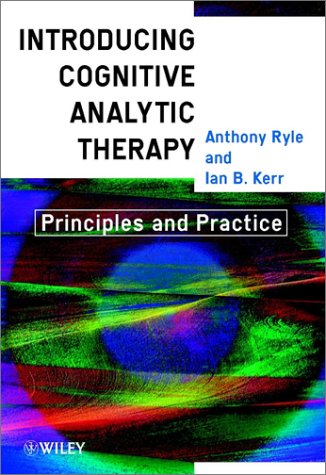 INTRODUCING
COGNITIVE
ANALYTIC
THERAPY
Anthony Ryle
and
Ian B. Kerr
Principles and Practice
WILEY